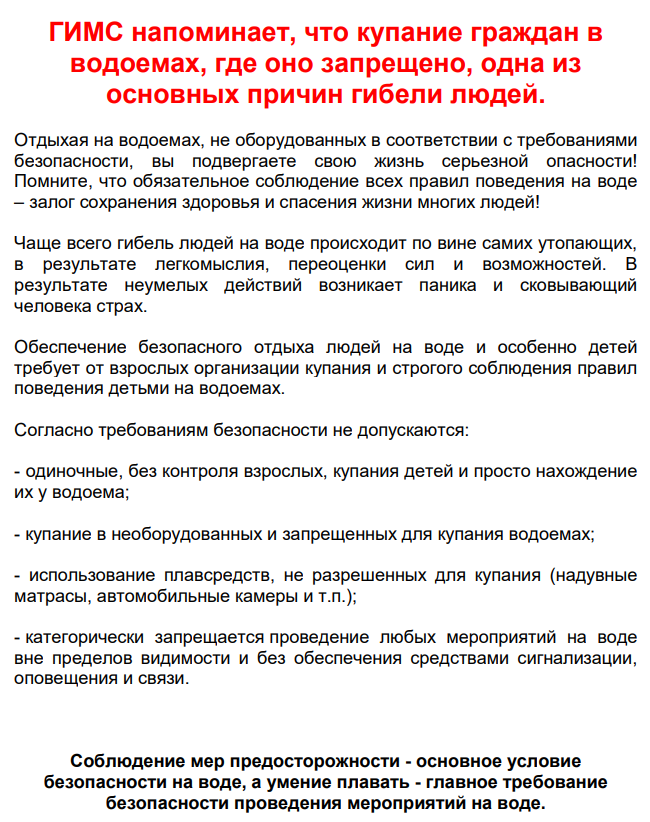 ГИМС напоминает, что купание граждан в
водоемах, где оно запрещено, одна из
основных причин гибели людей.
Отдыхая на водоемах, не оборудованных в соответствии с требованиями
безопасности, вы подвергаете свою жизнь серьезной опасности!
Помните, что обязательное соблюдение всех правил поведения на воде
– залог сохранения здоровья и спасения жизни многих людей!
Чаще всего гибель людей на воде происходит по вине самих утопающих,
в результате легкомыслия, переоценки сил и возможностей. В
результате неумелых действий возникает паника и сковывающий
человека страх.
Обеспечение безопасного отдыха людей на воде и особенно детей
требует от взрослых организации купания и строгого соблюдения правил
поведения детьми на водоемах.
Согласно требованиям безопасности не допускаются:
- одиночные, без контроля взрослых, купания детей и просто нахождение
их у водоема;
- купание в необорудованных и запрещенных для купания водоемах;
- использование плавсредств, не разрешенных для купания (надувные
матрасы, автомобильные камеры и т.п.);
- категорически запрещается проведение любых мероприятий на воде
вне пределов видимости и без обеспечения средствами сигнализации,
оповещения и связи.
Соблюдение мер предосторожности - основное условие
безопасности на воде, а умение плавать - главное требование
безопасности проведения мероприятий на воде.